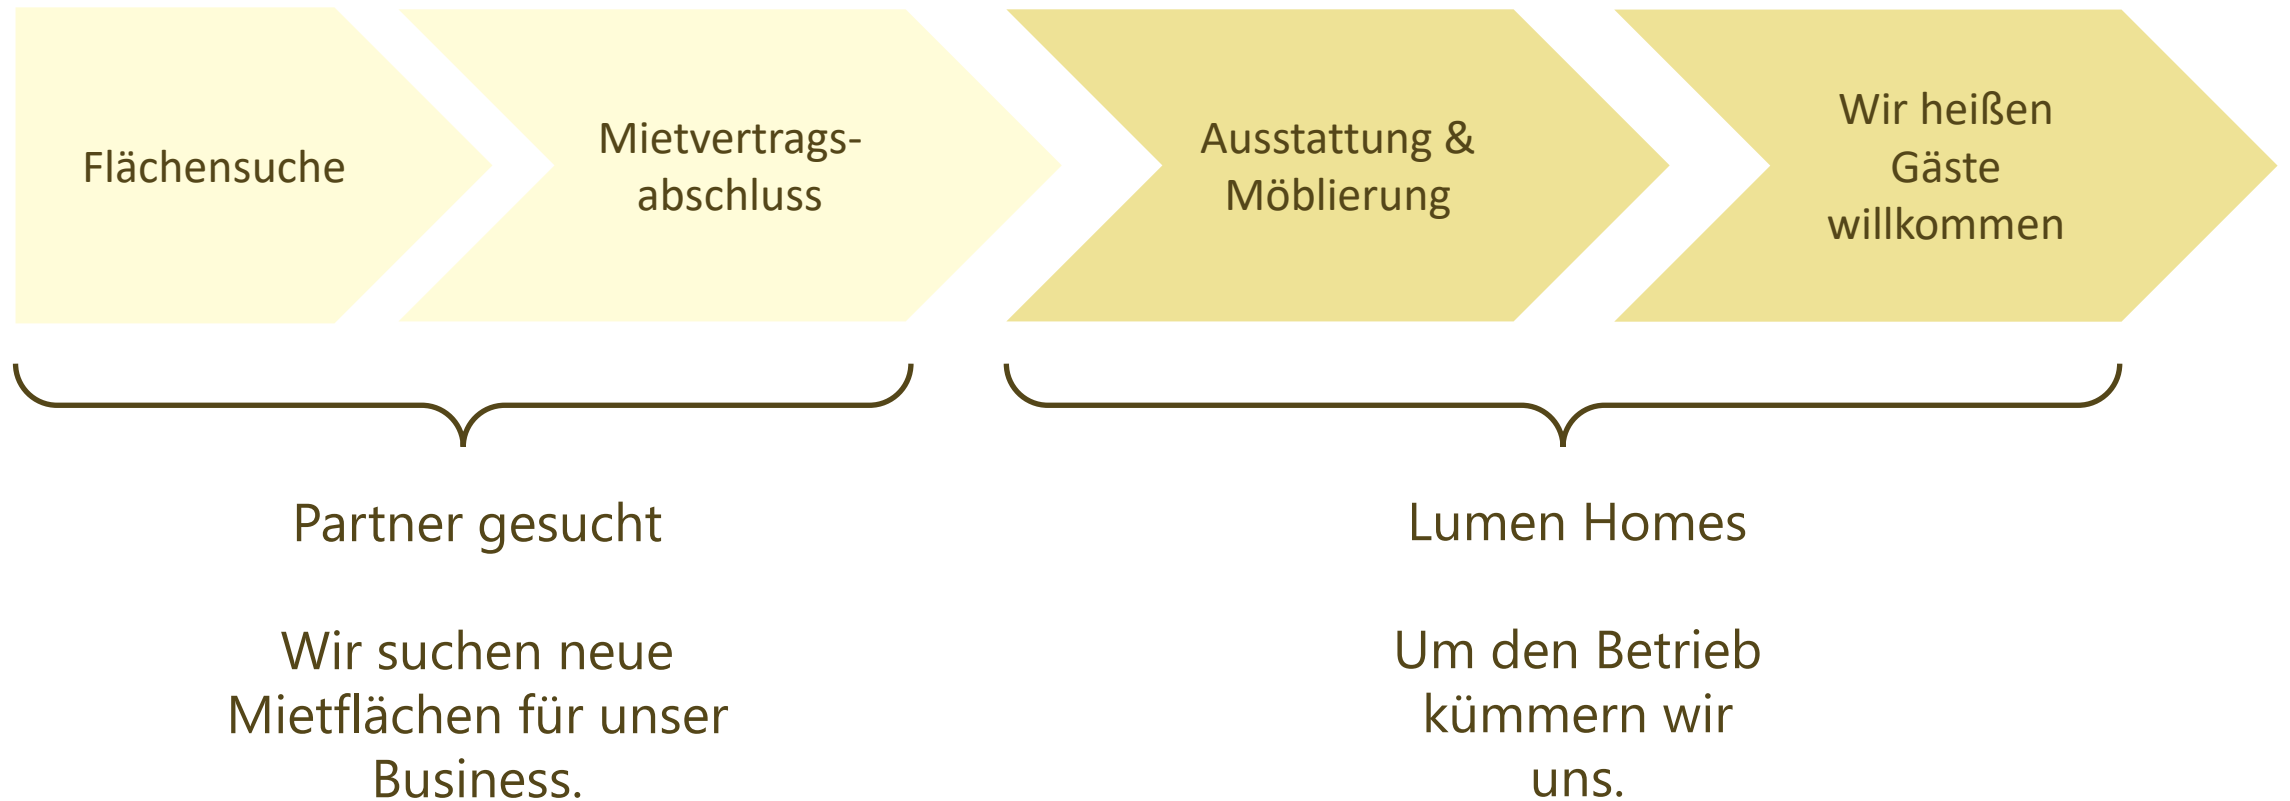 Flächensuche
Mietvertrags-
abschluss
Ausstattung &
Möblierung
Wir heißen
Gäste
willkommen
Partner gesucht
Wir suchen neue
Mietflächen für unser
Business.
Lumen Homes
Um den Betrieb
kümmern wir
uns.